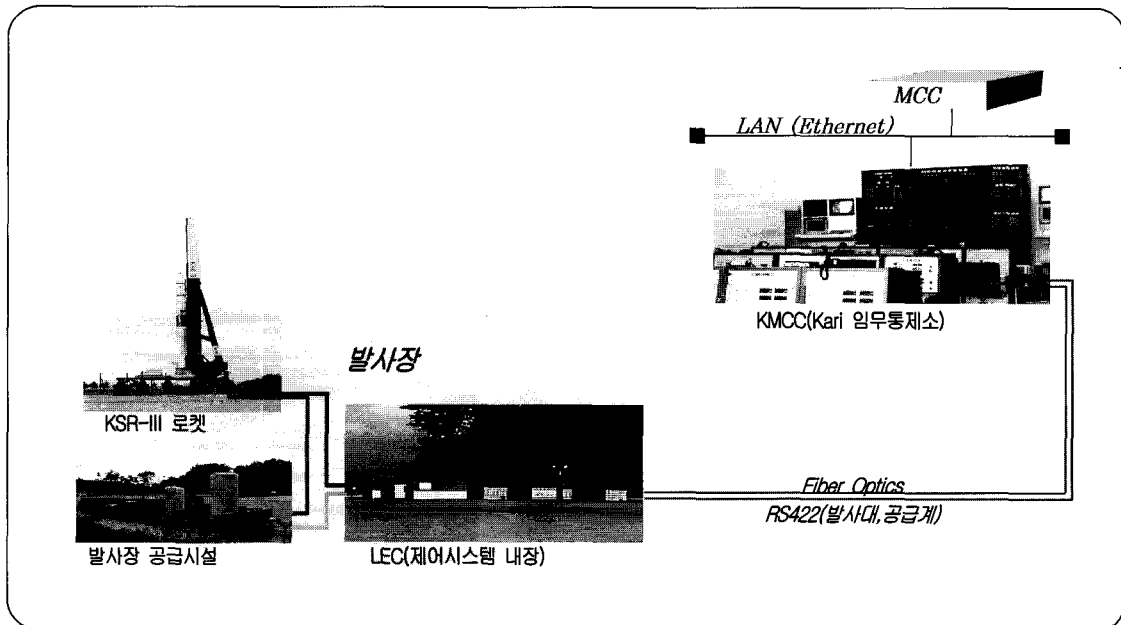 MCC
LAN (Ethernet)
KMCC(Kari 임무통제소)
발사장
KSR-III 로켓
Fiber Optics
RS422(발사대,공급계)
발사장 공급시설
LEC(제어시스템 내장)